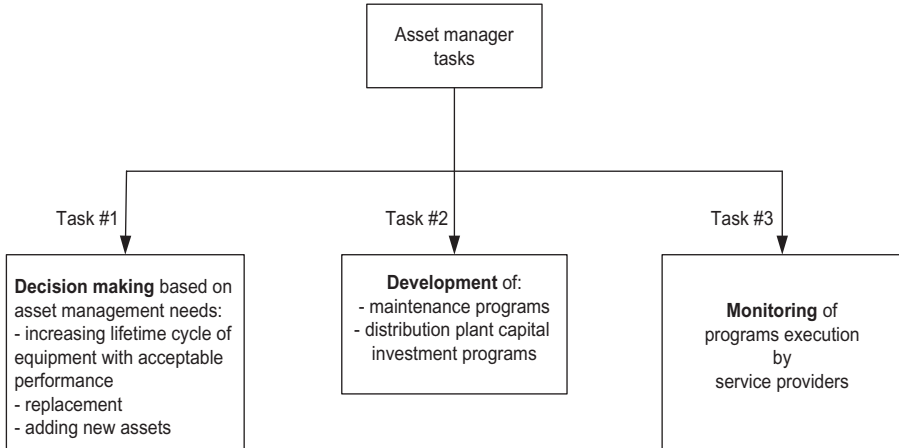 Asset manager
tasks
Task #1
Task #2
Task #3
Decision making based on
asset management needs:
- increasing lifetime cycle of
equipment with acceptable
performance
- replacement
- adding new assets
Development of:
- maintenance programs
- distribution plant capital
investment programs
Monitoring of
programs execution
by
service providers